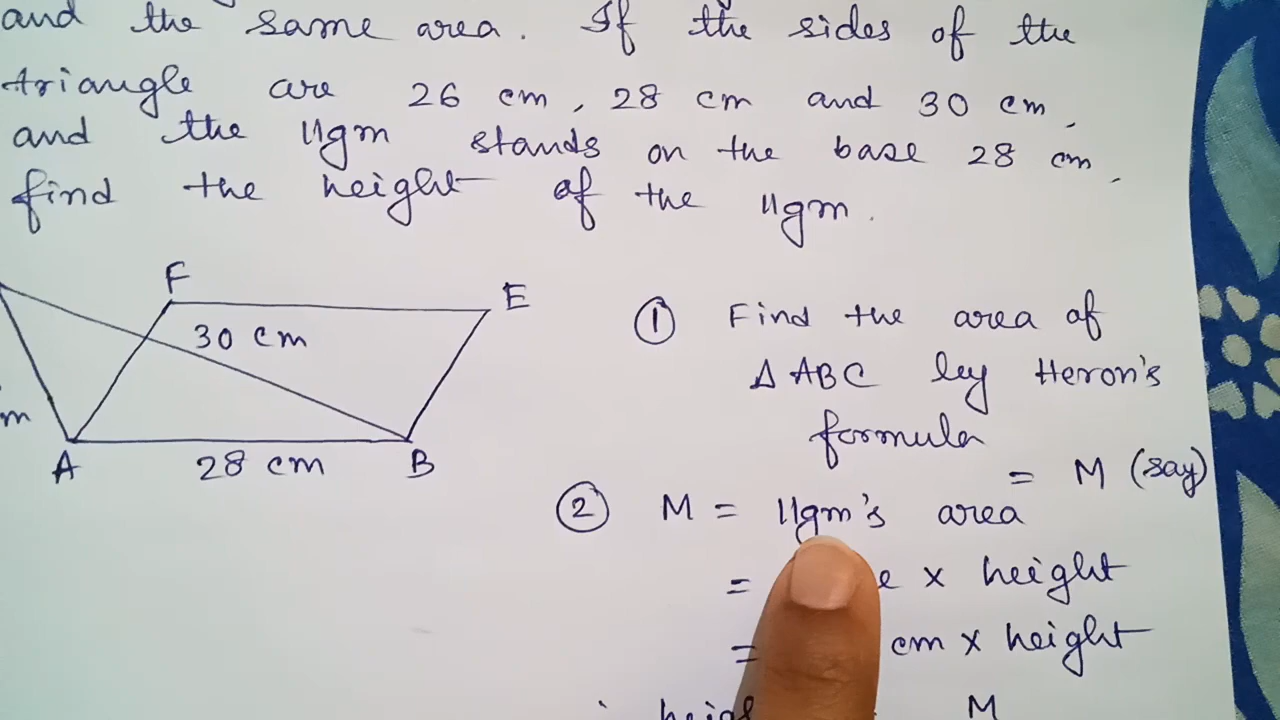 and the same area. If the sides of the
triangle are 26 cm, 28 cm and 30 cm,
and the llgm stands on the base 28 cm,
find the height of the llgm.
F
E
30 cm
m
A
28 cm
B
① Find the area of
Δ ABC by Heron's
formula
= M (say)
② M = llgm's area
= × height
= cm × height
M